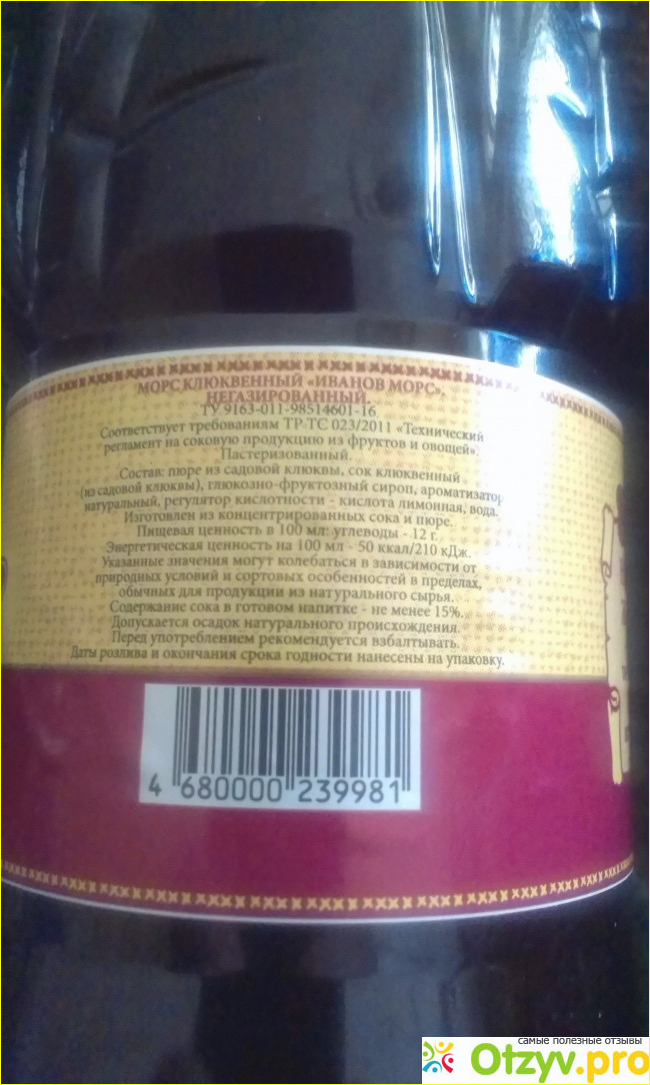 МОРС КЛЮКВЕННЫЙ «ИВАНОВ МОРС»,
НЕГАЗИРОВАННЫЙ.
ТУ 9163-011-98514601-16
Соответствует требованиям ТР-ТС 023/2011 «Технический
регламент на соковую продукцию из фруктов и овощей».
Пастеризованный.
Состав: пюре из садовой клюквы, сок клюквенный
(из садовой клюквы), глюкозно-фруктозный сироп, ароматизатор
натуральный, регулятор кислотности - кислота лимонная, вода.
Изготовлен из концентрированных сока и пюре.
Пищевая ценность в 100 мл: углеводы - 12 г.
Энергетическая ценность на 100 мл - 50 ккал/210 кДж.
Указанные значения могут колебаться в зависимости от
природных условий и сортовых особенностей в пределах,
обычных для продукции из натурального сырья.
Содержание сока в готовом напитке - не менее 15%.
Допускается осадок натурального происхождения.
Перед употреблением рекомендуется взбалтывать.
Даты розлива и окончания срока годности нанесены на упаковку.
4 680000 239981
самые полезные отзывы
Otzyv.pro